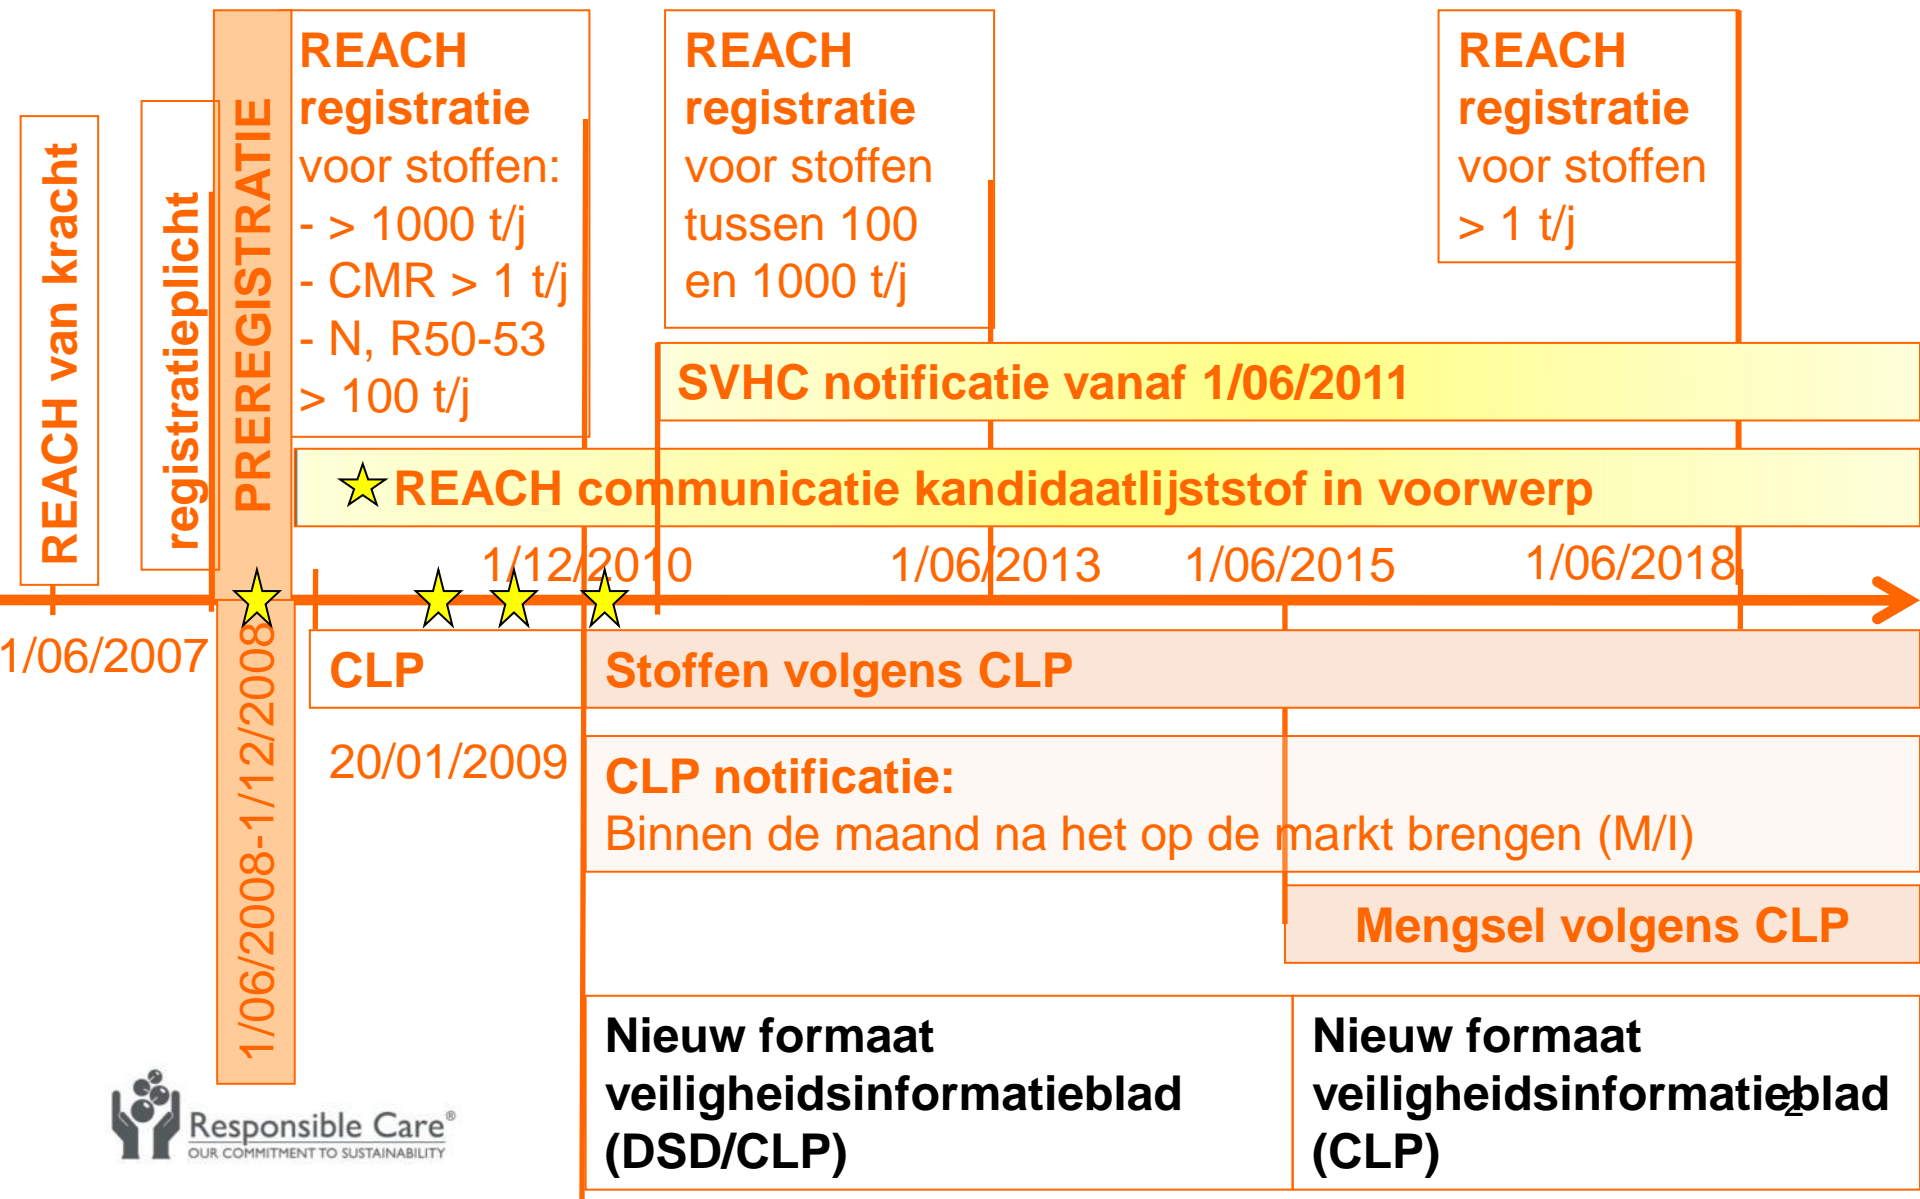 REACH van kracht
registratieplicht
PREREGISTRATIE
REACH
registratie
voor stoffen:
- > 1000 t/j
- CMR > 1 t/j
- N, R50-53
> 100 t/j
REACH
registratie
voor stoffen
tussen 100
en 1000 t/j
REACH
registratie
voor stoffen
> 1 t/j
SVHC notificatie vanaf 1/06/2011
REACH communicatie kandidaatlijststof in voorwerp
1/12/2010
1/06/2013
1/06/2015
1/06/2018
1/06/2007
1/06/2008-1/12/2008
CLP
Stoffen volgens CLP
20/01/2009
CLP notificatie:
Binnen de maand na het op de markt brengen (M/I)
Mengsel volgens CLP
Nieuw formaat
veiligheidsinformatieblad
(DSD/CLP)
Nieuw formaat
veiligheidsinformatieblad
(CLP)
2
Responsible Care®
OUR COMMITMENT TO SUSTAINABILITY